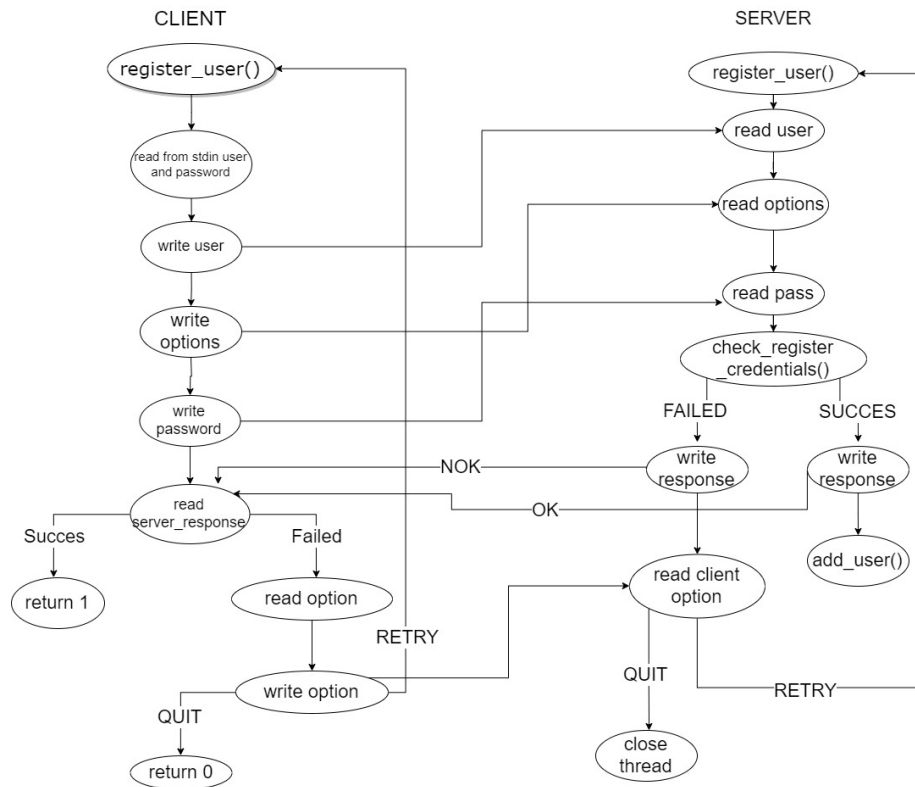 CLIENT
SERVER
register_user()
register_user()
read user
read from stdin user
and password
read options
write user
read pass
write
options
check_register
_credentials()
FAILED
SUCCES
write
password
NOK
write
response
write
response
read
server_response
OK
Succes
Failed
add_user()
return 1
read option
read client
option
RETRY
write option
QUIT
RETRY
QUIT
close
thread
return 0